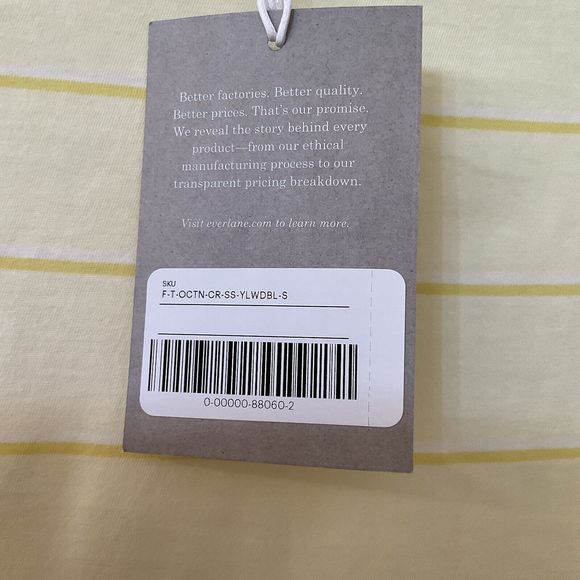 Better factories. Better quality.
Better prices. That's our promise.
We reveal the story behind every
product—from our ethical
manufacturing process to our
transparent pricing breakdown.
Visit everlane.com to learn more.
SKU
F-T-OCTN-CR-SS-YLWDBL-S
0-00000-88060-2